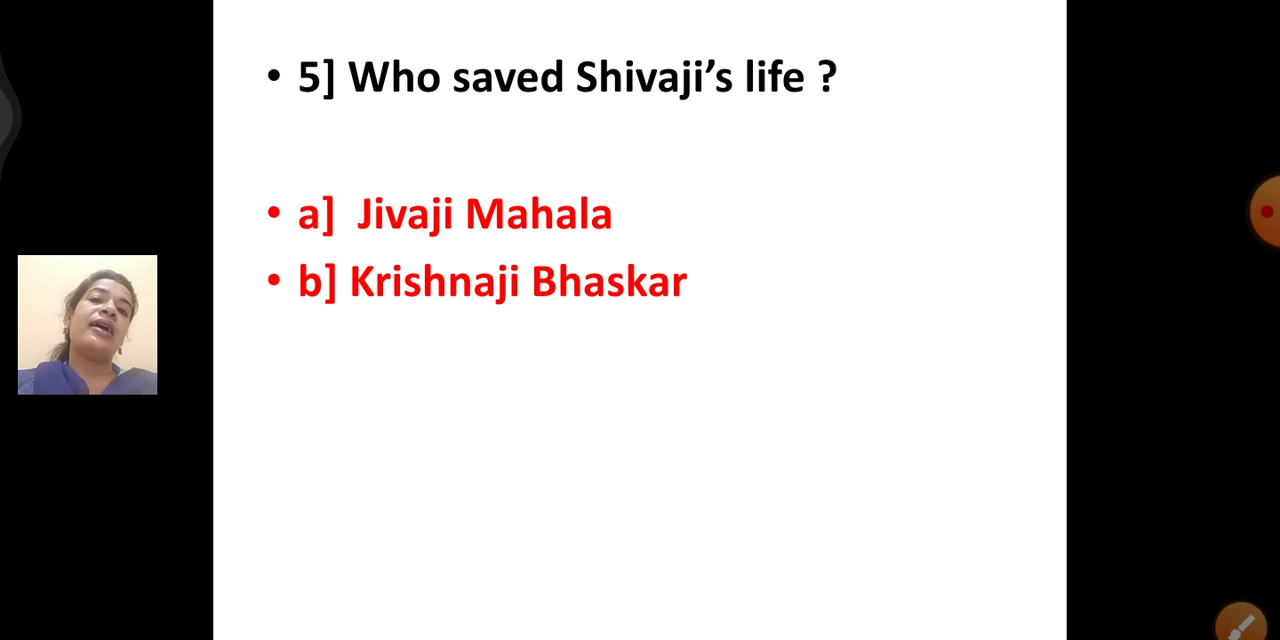 • 5] Who saved Shivaji’s life ?
• a]  Jivaji Mahala
• b] Krishnaji Bhaskar